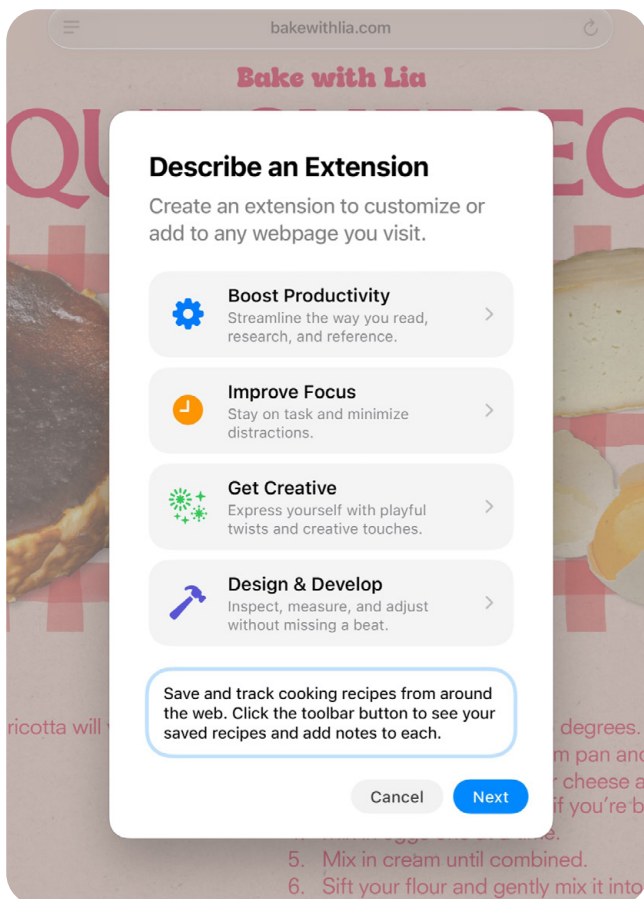 bakewithlia.com
Bake with Lia
Describe an Extension
Create an extension to customize or
add to any webpage you visit.
Boost Productivity
Streamline the way you read,
research, and reference.
Improve Focus
Stay on task and minimize
distractions.
Get Creative
Express yourself with playful
twists and creative touches.
Design & Develop
Inspect, measure, and adjust
without missing a beat.
Save and track cooking recipes from around
the web. Click the toolbar button to see your
saved recipes and add notes to each.
Cancel
Next
ricotta will
degrees.
pan and
cheese a
if you're b
5. Mix in cream until combined.
6. Sift your flour and gently mix it into